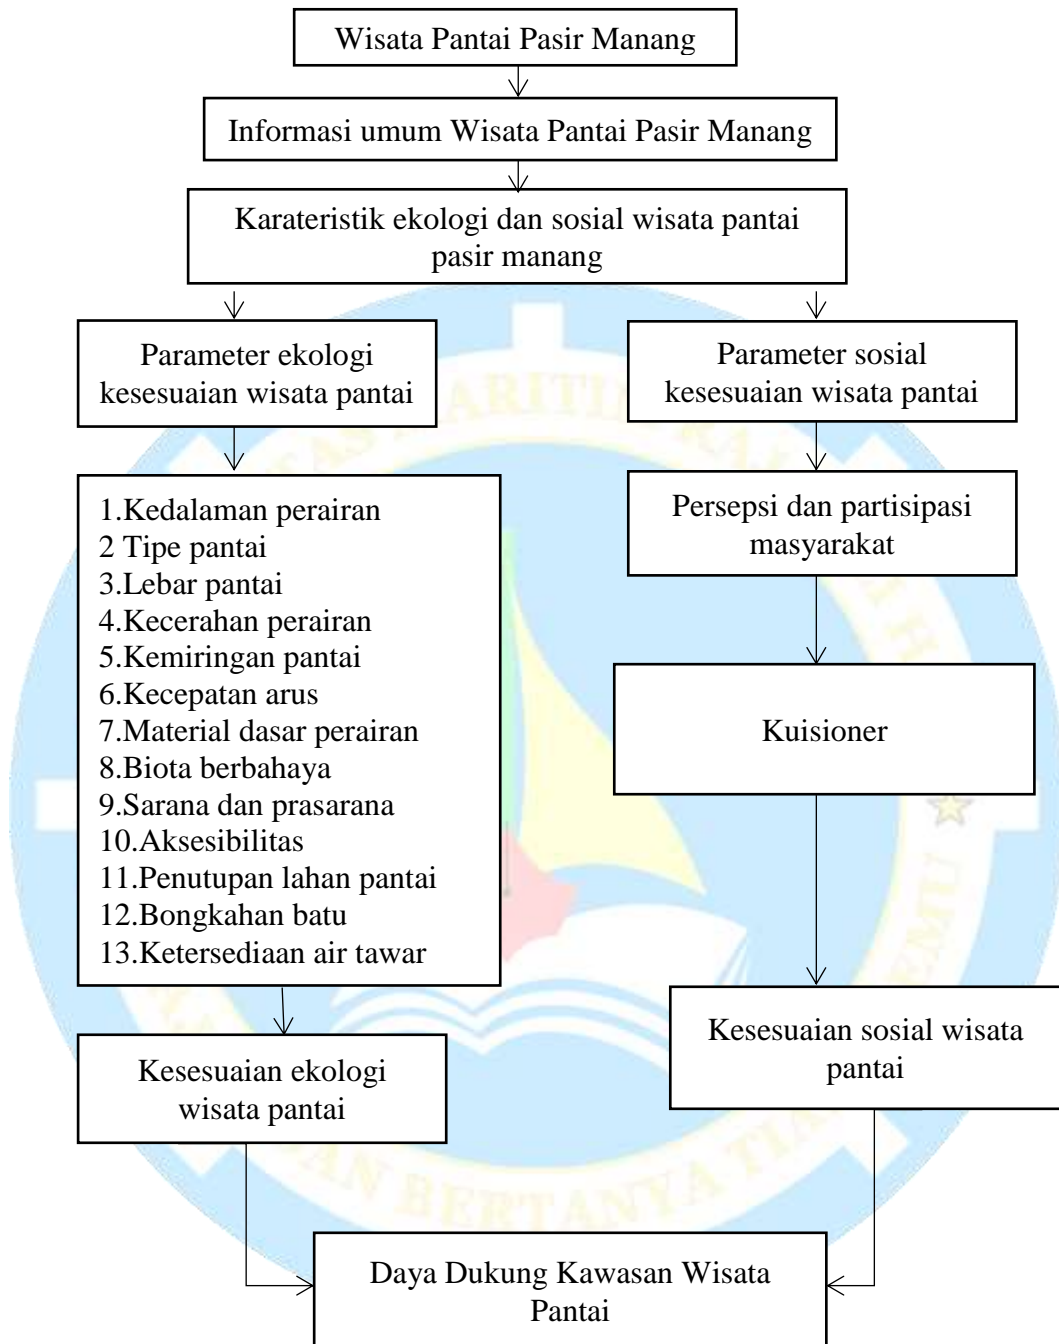 Wisata Pantai Pasir Manang
Informasi umum Wisata Pantai Pasir Manang
Karateristik ekologi dan sosial wisata pantai
pasir manang
Parameter ekologi
kesesuaian wisata pantai
Parameter sosial
kesesuaian wisata pantai
1.Kedalaman perairan
2 Tipe pantai
3.Lebar pantai
4.Kecerahan perairan
5.Kemiringan pantai
6.Kecepatan arus
7.Material dasar perairan
8.Biota berbahaya
9.Sarana dan prasarana
10.Aksesibilitas
11.Penutupan lahan pantai
12.Bongkahan batu
13.Ketersediaan air tawar
Persepsi dan partisipasi
masyarakat
Kuisioner
Kesesuaian ekologi
wisata pantai
Kesesuaian sosial wisata
pantai
Daya Dukung Kawasan Wisata
Pantai
BERTANYA